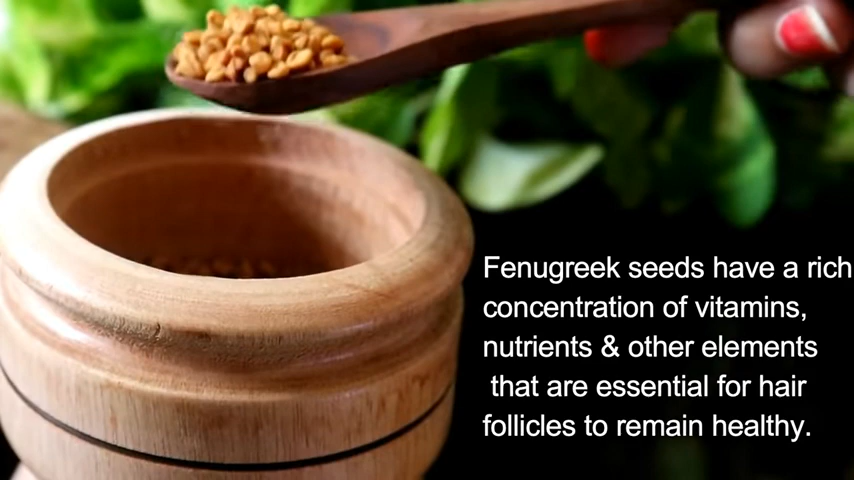 Fenugreek seeds have a rich
concentration of vitamins,
nutrients & other elements
that are essential for hair
follicles to remain healthy.